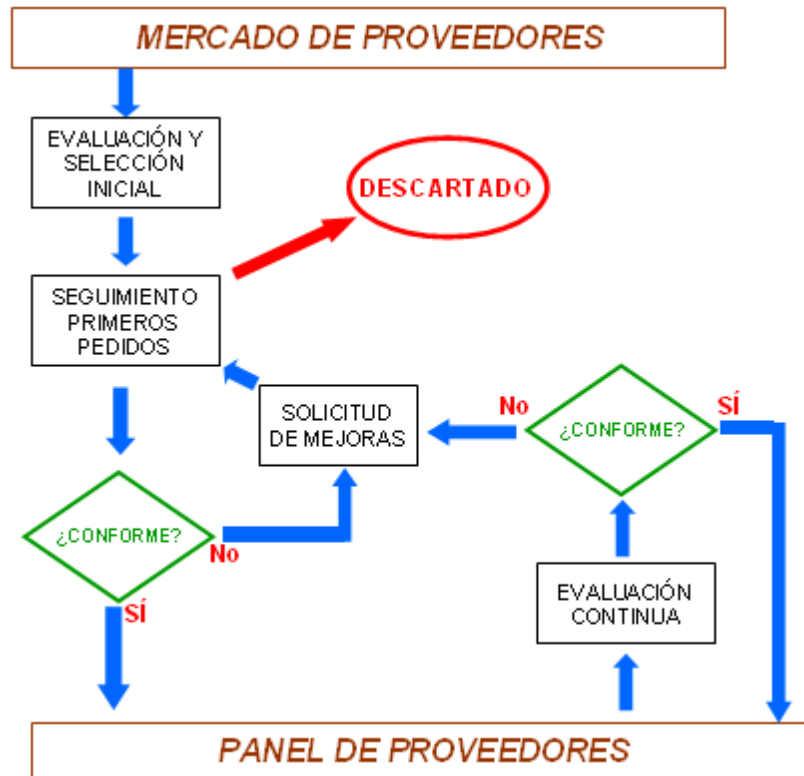 MERCADO DE PROVEEDORES
EVALUACIÓN Y
SELECCIÓN
INICIAL
DESCARTADO
SEGUIMIENTO
PRIMEROS
PEDIDOS
SOLICITUD
DE MEJORAS
No
¿CONFORME?
SÍ
¿CONFORME?
No
SÍ
EVALUACIÓN
CONTINUA
PANEL DE PROVEEDORES